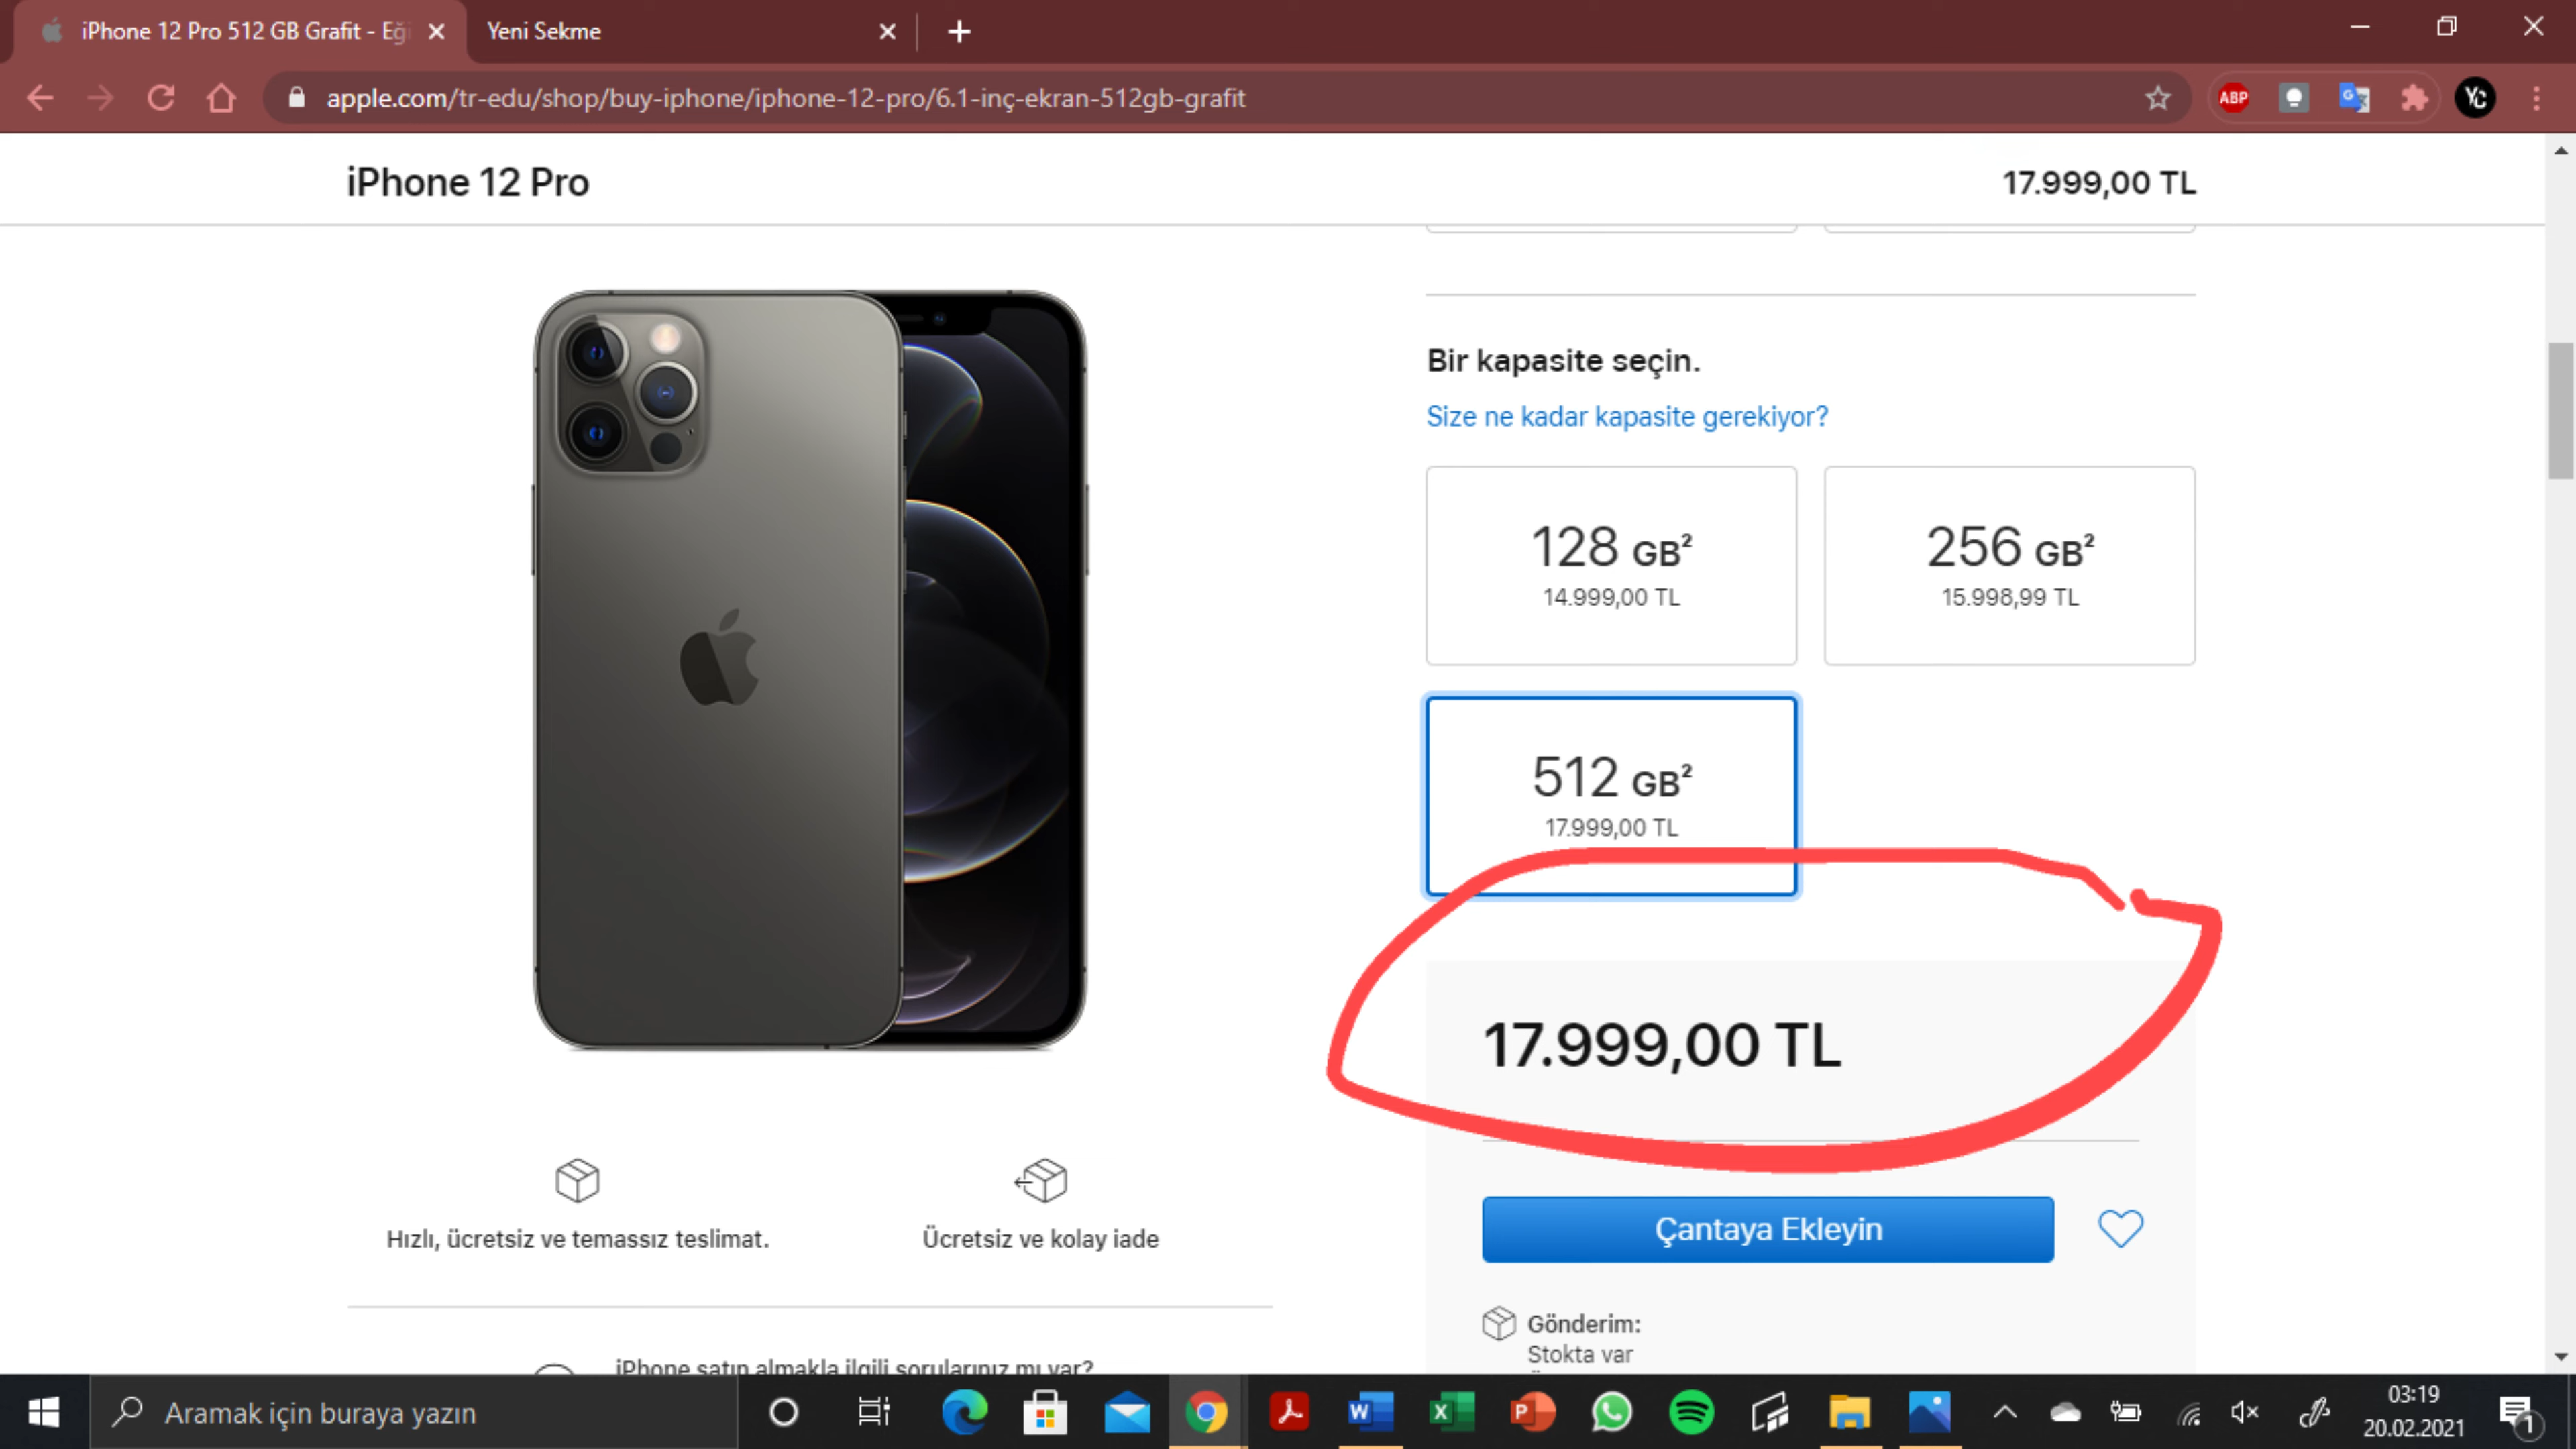 iPhone 12 Pro 512 GB Grafit - Eği
Yeni Sekme
apple.com/tr-edu/shop/buy-iphone/iphone-12-pro/6.1-inç-ekran-512gb-grafit
ABP
YC
iPhone 12 Pro
17.999,00 TL
Bir kapasite seçin.
Size ne kadar kapasite gerekiyor?
128 GB²
14.999,00 TL
256 GB²
15.998,99 TL
512 GB²
17.999,00 TL
17.999,00 TL
Çantaya Ekleyin
Hızlı, ücretsiz ve temassız teslimat.
Ücretsiz ve kolay iade
Gönderim:
Stokta var
iPhone satın almakla ilgili sorularınız mı var?
Aramak için buraya yazın
03:19
20.02.2021
1